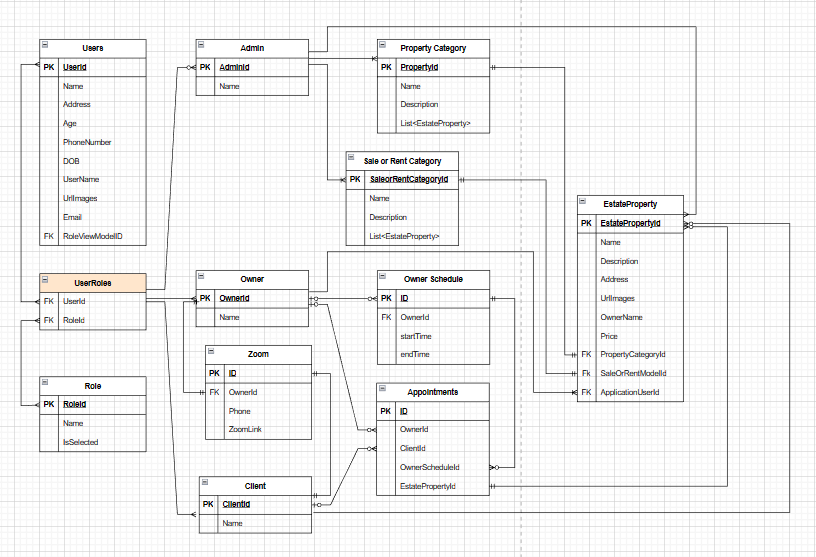 Users
PK UserId
Name
Address
Age
PhoneNumber
DOB
UserName
UrlImages
Email
FK RoleViewModelID
UserRoles
FK UserId
FK RoleId
Role
PK RoleId
Name
IsSelected
Admin
PK AdminId
Name
Property Category
PK PropertyId
Name
Description
List<EstateProperty>
Sale or Rent Category
PK SaleorRentCategoryId
Name
Description
List<EstateProperty>
Owner
PK OwnerId
Name
Owner Schedule
PK ID
FK OwnerId
startTime
endTime
Zoom
PK ID
FK OwnerId
Phone
ZoomLink
Appointments
PK ID
OwnerId
ClientId
OwnerScheduleId
EstatePropertyId
Client
PK ClientId
Name
EstateProperty
PK EstatePropertyId
Name
Description
Address
UrlImages
OwnerName
Price
FK PropertyCategoryId
Fk SaleOrRentModelId
FK ApplicationUserId